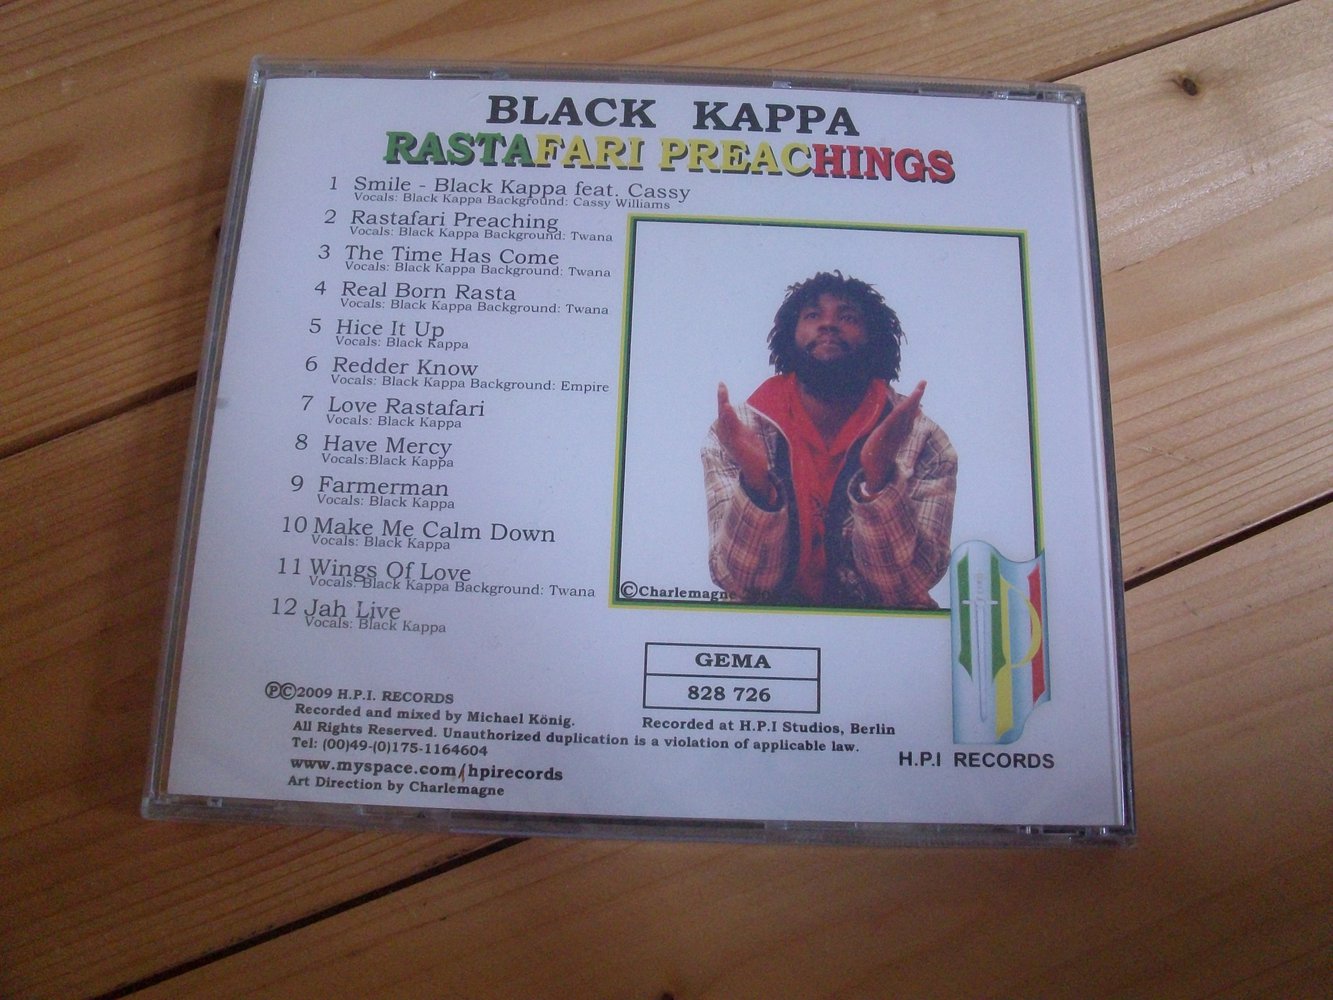 BLACK KAPPA
RASTAFARI PREACHINGS
1 Smile - Black Kappa feat. Cassy
Vocals: Black Kappa Background: Cassy Williams
2 Rastafari Preaching
Vocals: Black Kappa Background: Twana
3 The Time Has Come
Vocals: Black Kappa Background: Twana
4 Real Born Rasta
Vocals: Black Kappa Background: Twana
5 Hice It Up
Vocals: Black Kappa
6 Redder Know
Vocals: Black Kappa Background: Empire
7 Love Rastafari
Vocals: Black Kappa
8 Have Mercy
Vocals:Black Kappa
9 Farmerman
Vocals: Black Kappa
10 Make Me Calm Down
Vocals: Black Kappa
11 Wings Of Love
Vocals: Black Kappa Background: Twana
12 Jah Live
Vocals: Black Kappa
©Charlemagne
GEMA
828 726
℗©2009 H.P.I. RECORDS
Recorded and mixed by Michael König.
Recorded at H.P.I Studios, Berlin
All Rights Reserved. Unauthorized duplication is a violation of applicable law.
Tel: (00)49-(0)175-1164604
www.myspace.com/hpirecords
Art Direction by Charlemagne
H.P.I RECORDS